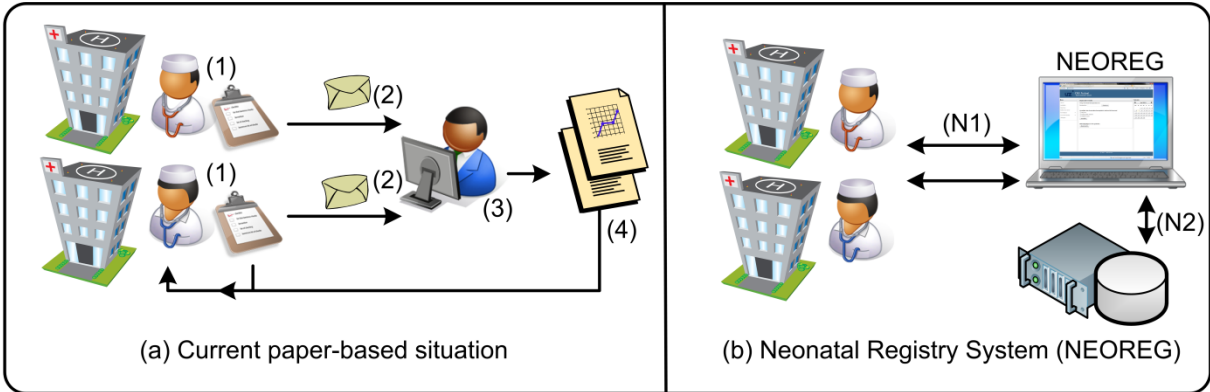 (1)
(2)
(1)
(2)
(3)
(4)
(a) Current paper-based situation
NEOREG
(N1)
(N2)
(b) Neonatal Registry System (NEOREG)
H
H
H
H